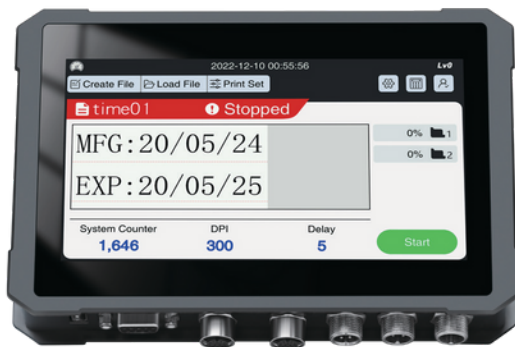 2022-12-10 00:55:56
Lv0
Create File Load File Print Set
time01 Stopped
MFG:20/05/24
EXP:20/05/25
0% 1
0% 2
System Counter DPI Delay
1,646 300 5
Start